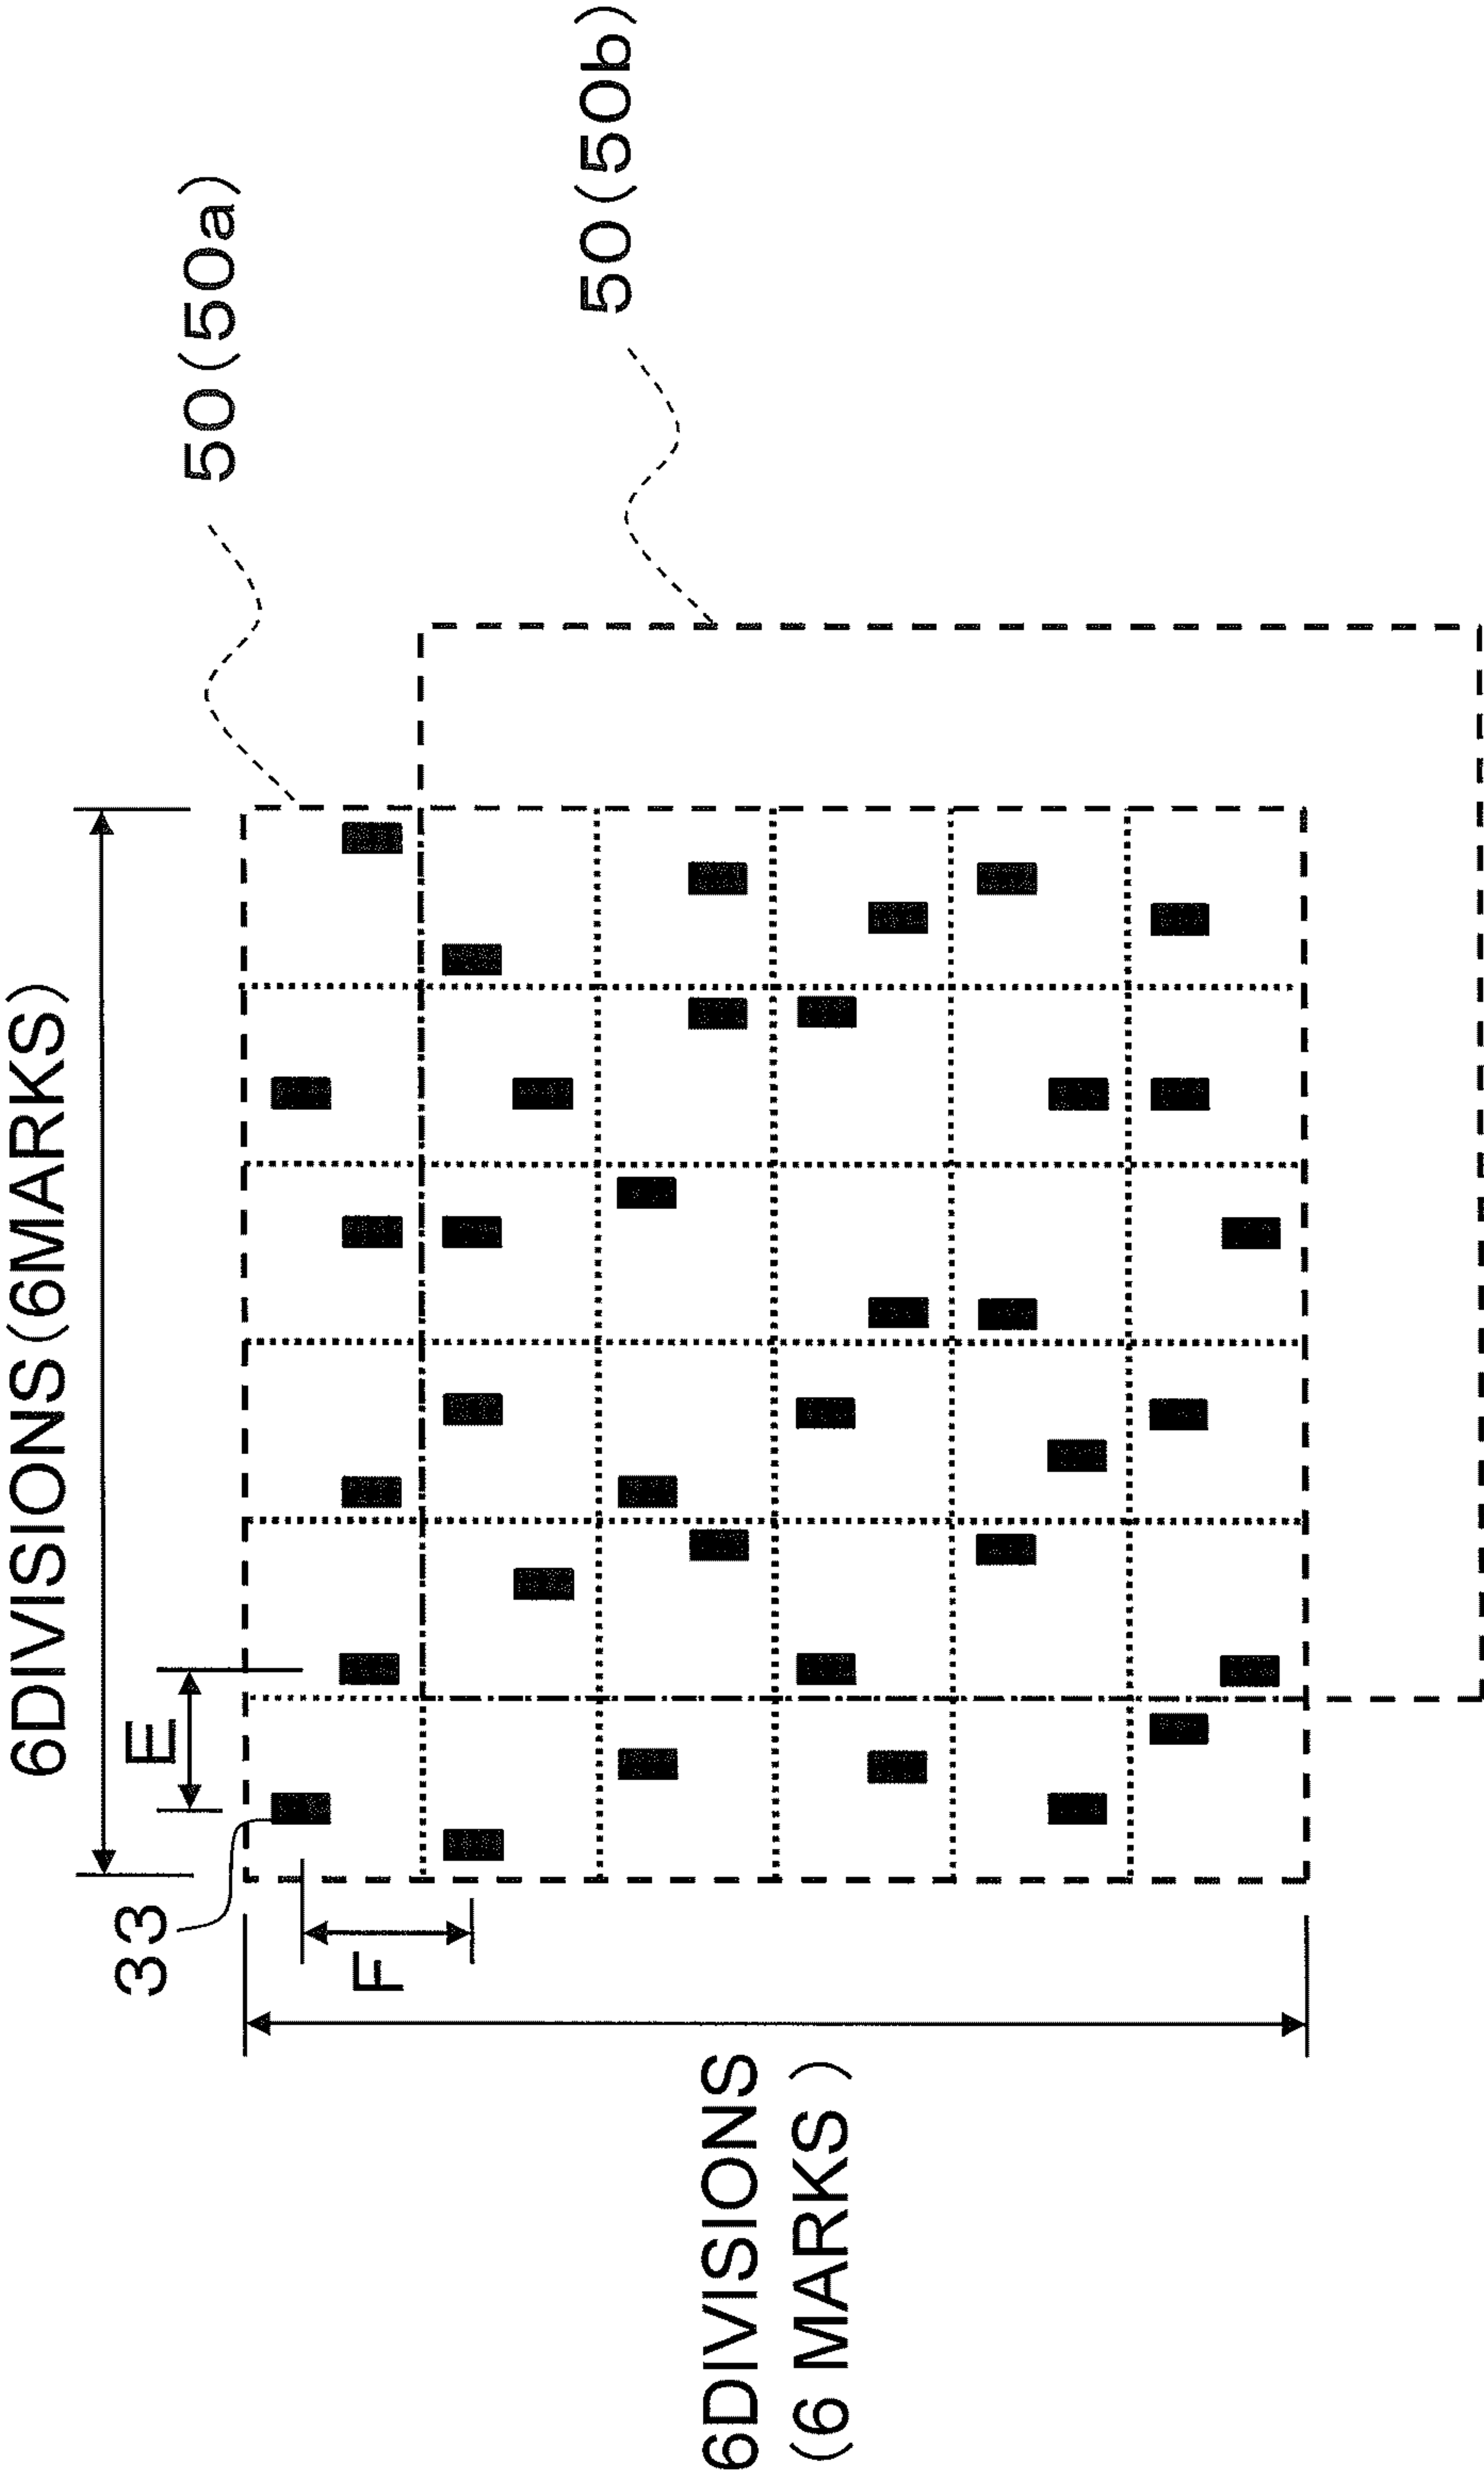 6DIVISIONS(6MARKS)
E
33
F
6DIVISIONS
(6 MARKS)
50(50a)
50(50b)